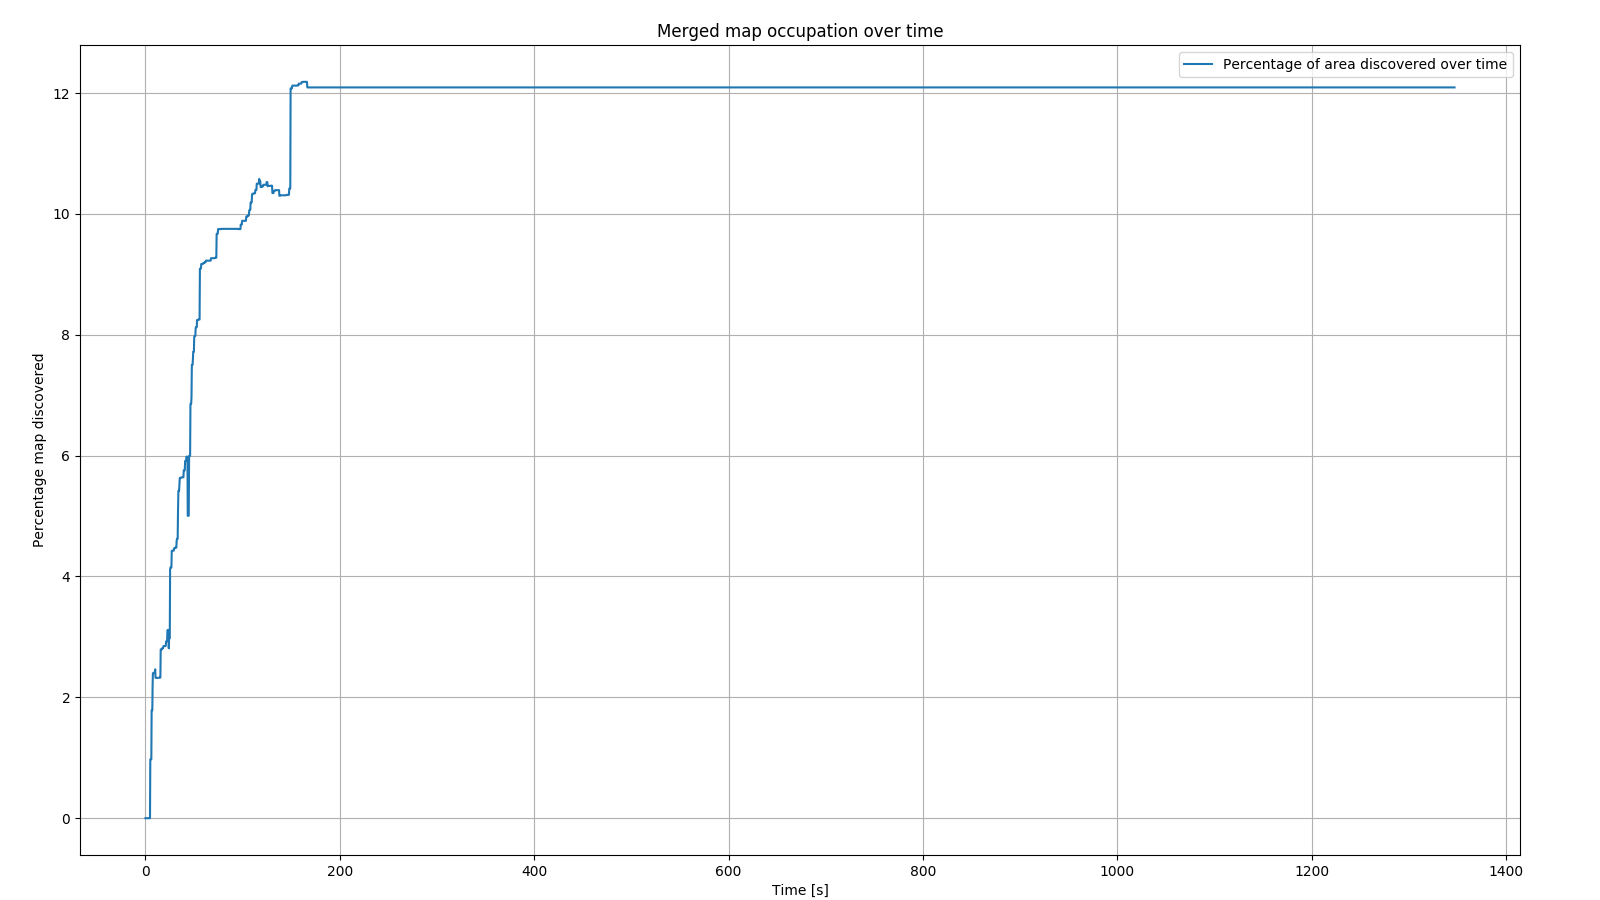 Merged map occupation over time
Percentage of area discovered over time
Percentage map discovered
12
10
8
6
4
2
0
0 200 400 600 800 1000 1200 1400
Time [s]